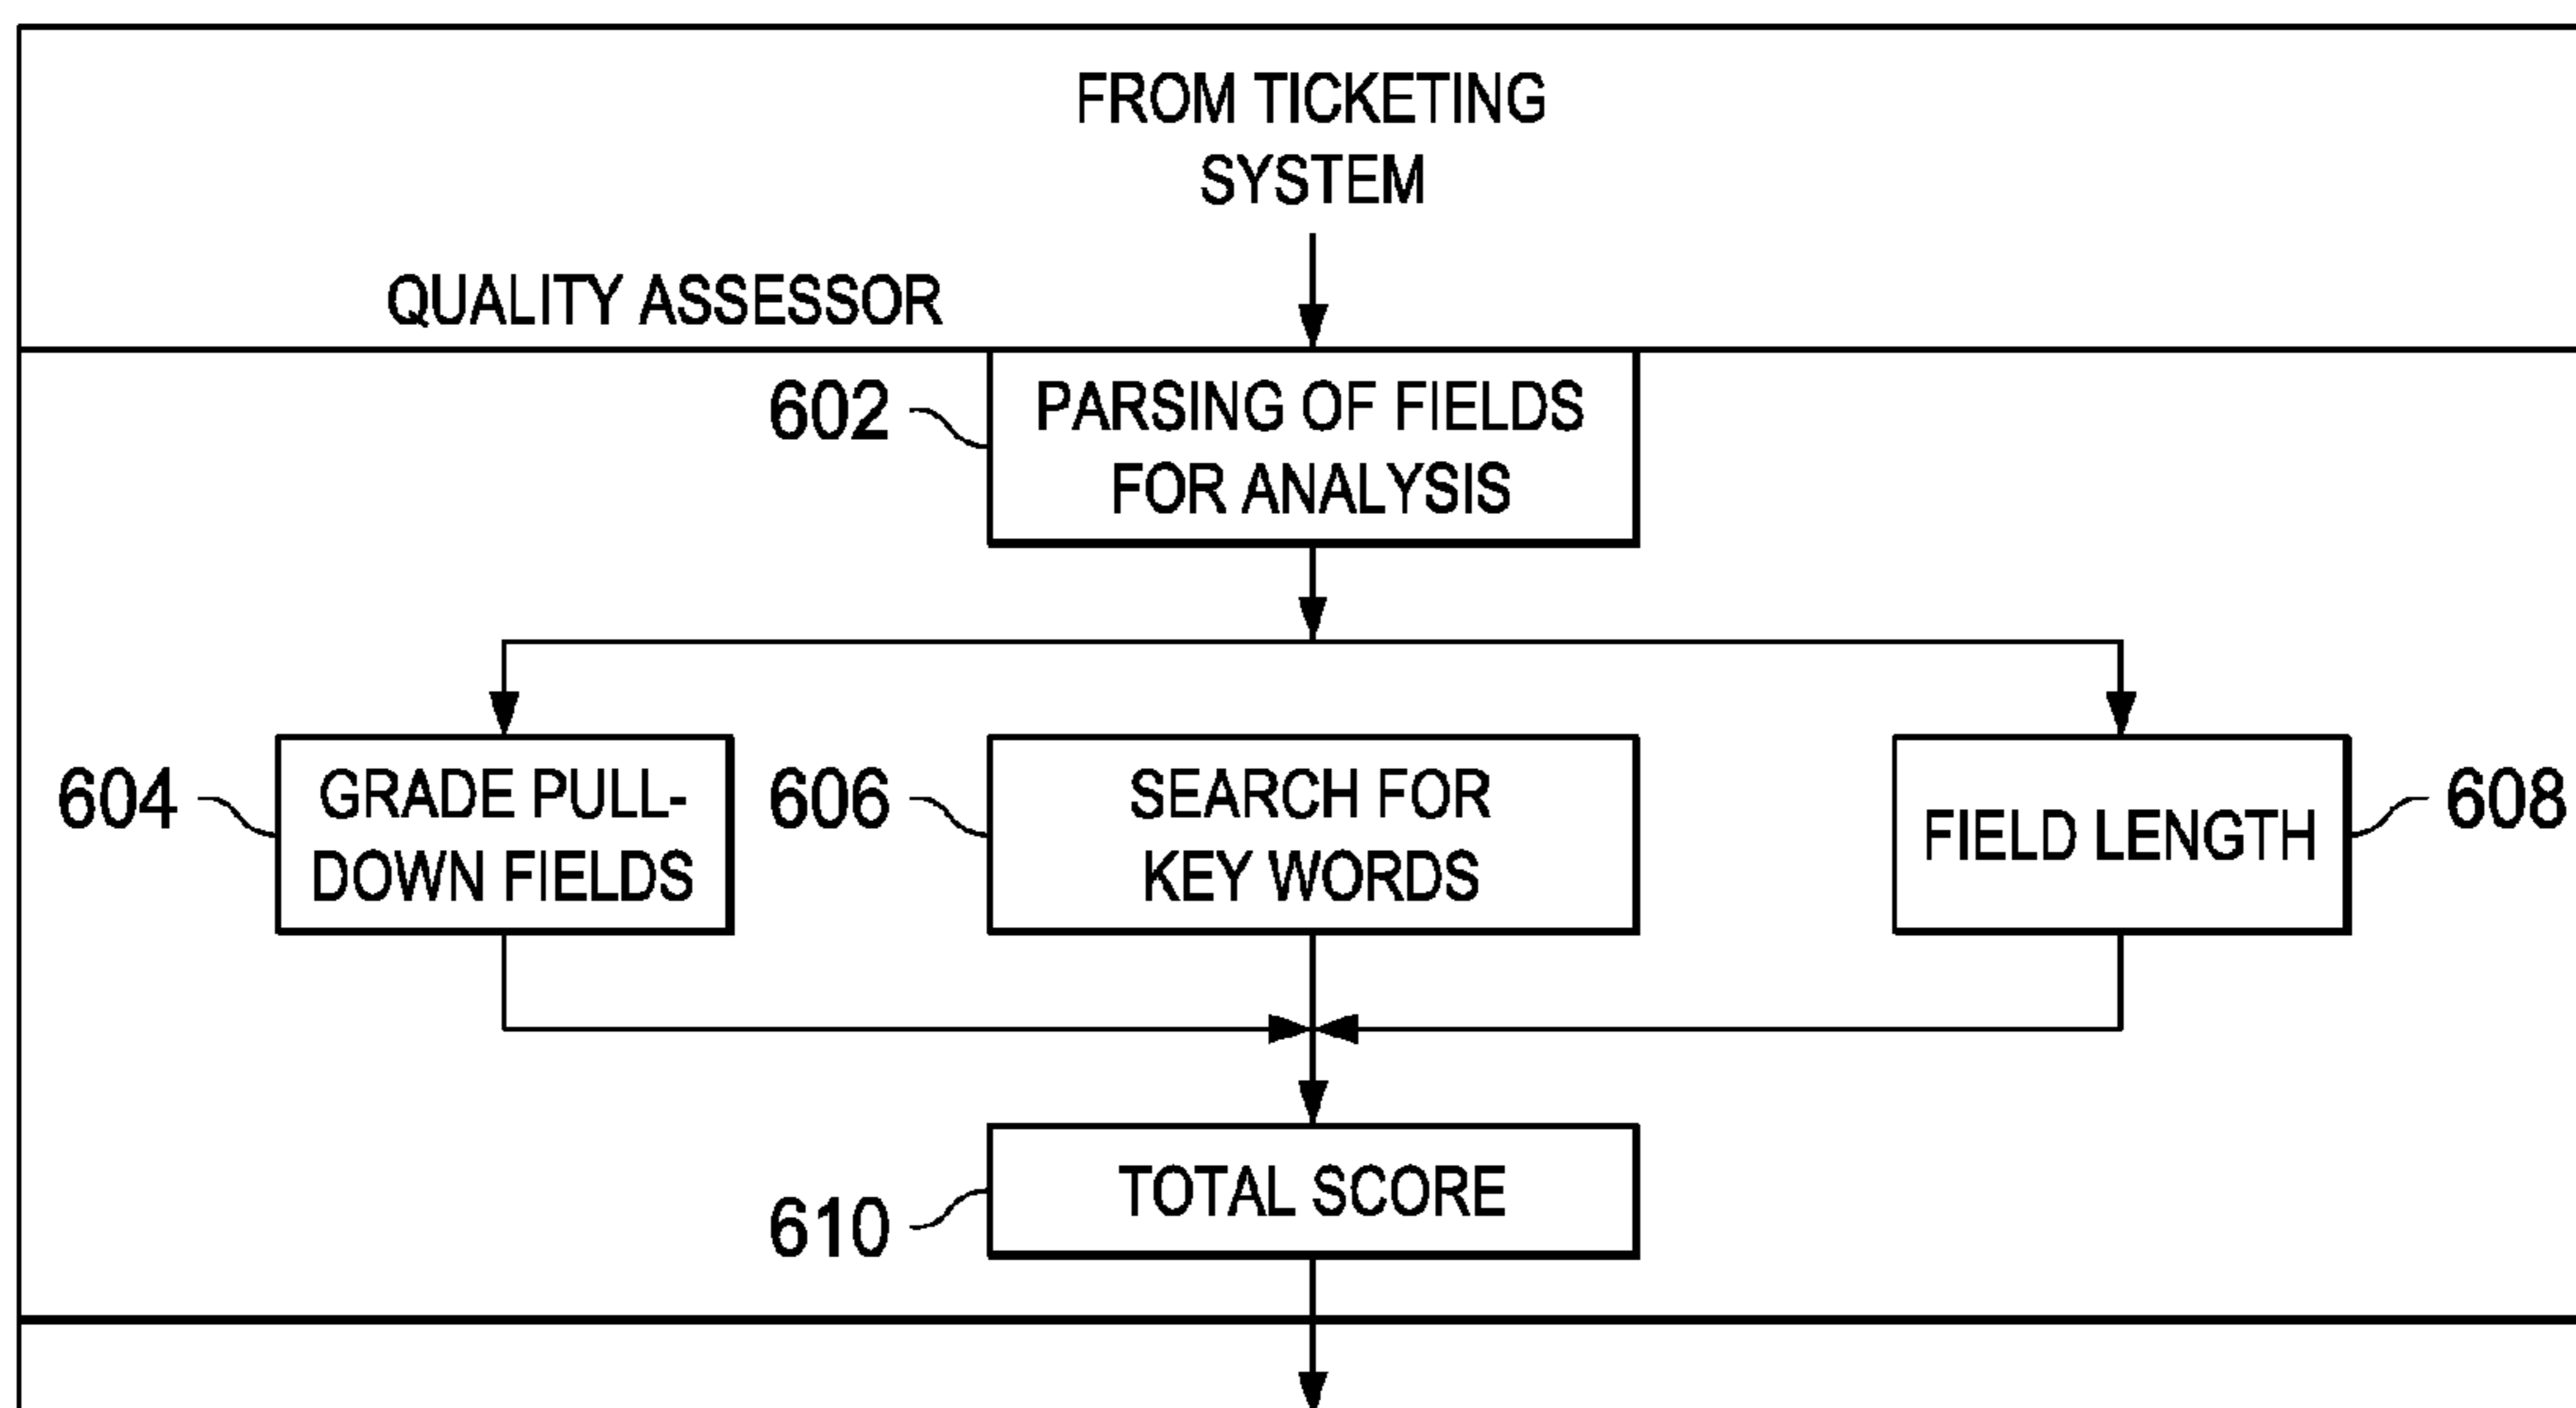 FROM TICKETING
SYSTEM
QUALITY ASSESSOR
602
PARSING OF FIELDS
FOR ANALYSIS
604
GRADE PULL-
DOWN FIELDS
606
SEARCH FOR
KEY WORDS
FIELD LENGTH
608
610
TOTAL SCORE